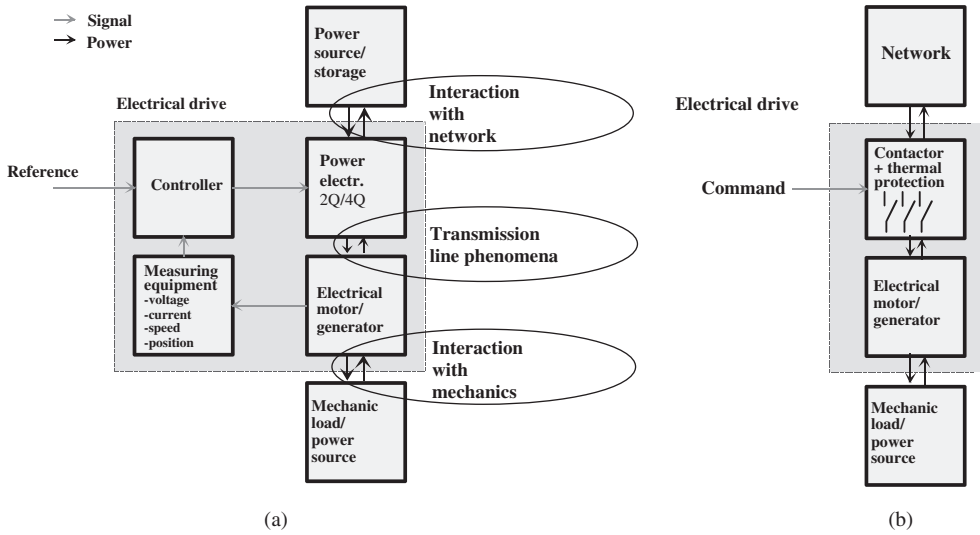 Signal
Power
Power
source/
storage
Interaction
with
network
Electrical drive
Reference
Controller
Power
electr.
2Q/4Q
Transmission
line phenomena
Measuring
equipment
-voltage
-current
-speed
-position
Electrical
motor/
generator
Interaction
with
mechanics
Mechanic
load/
power
source
(a)
Network
Electrical drive
Contactor
+ thermal
protection
Command
Electrical
motor/
generator
Mechanic
load/
power
source
(b)